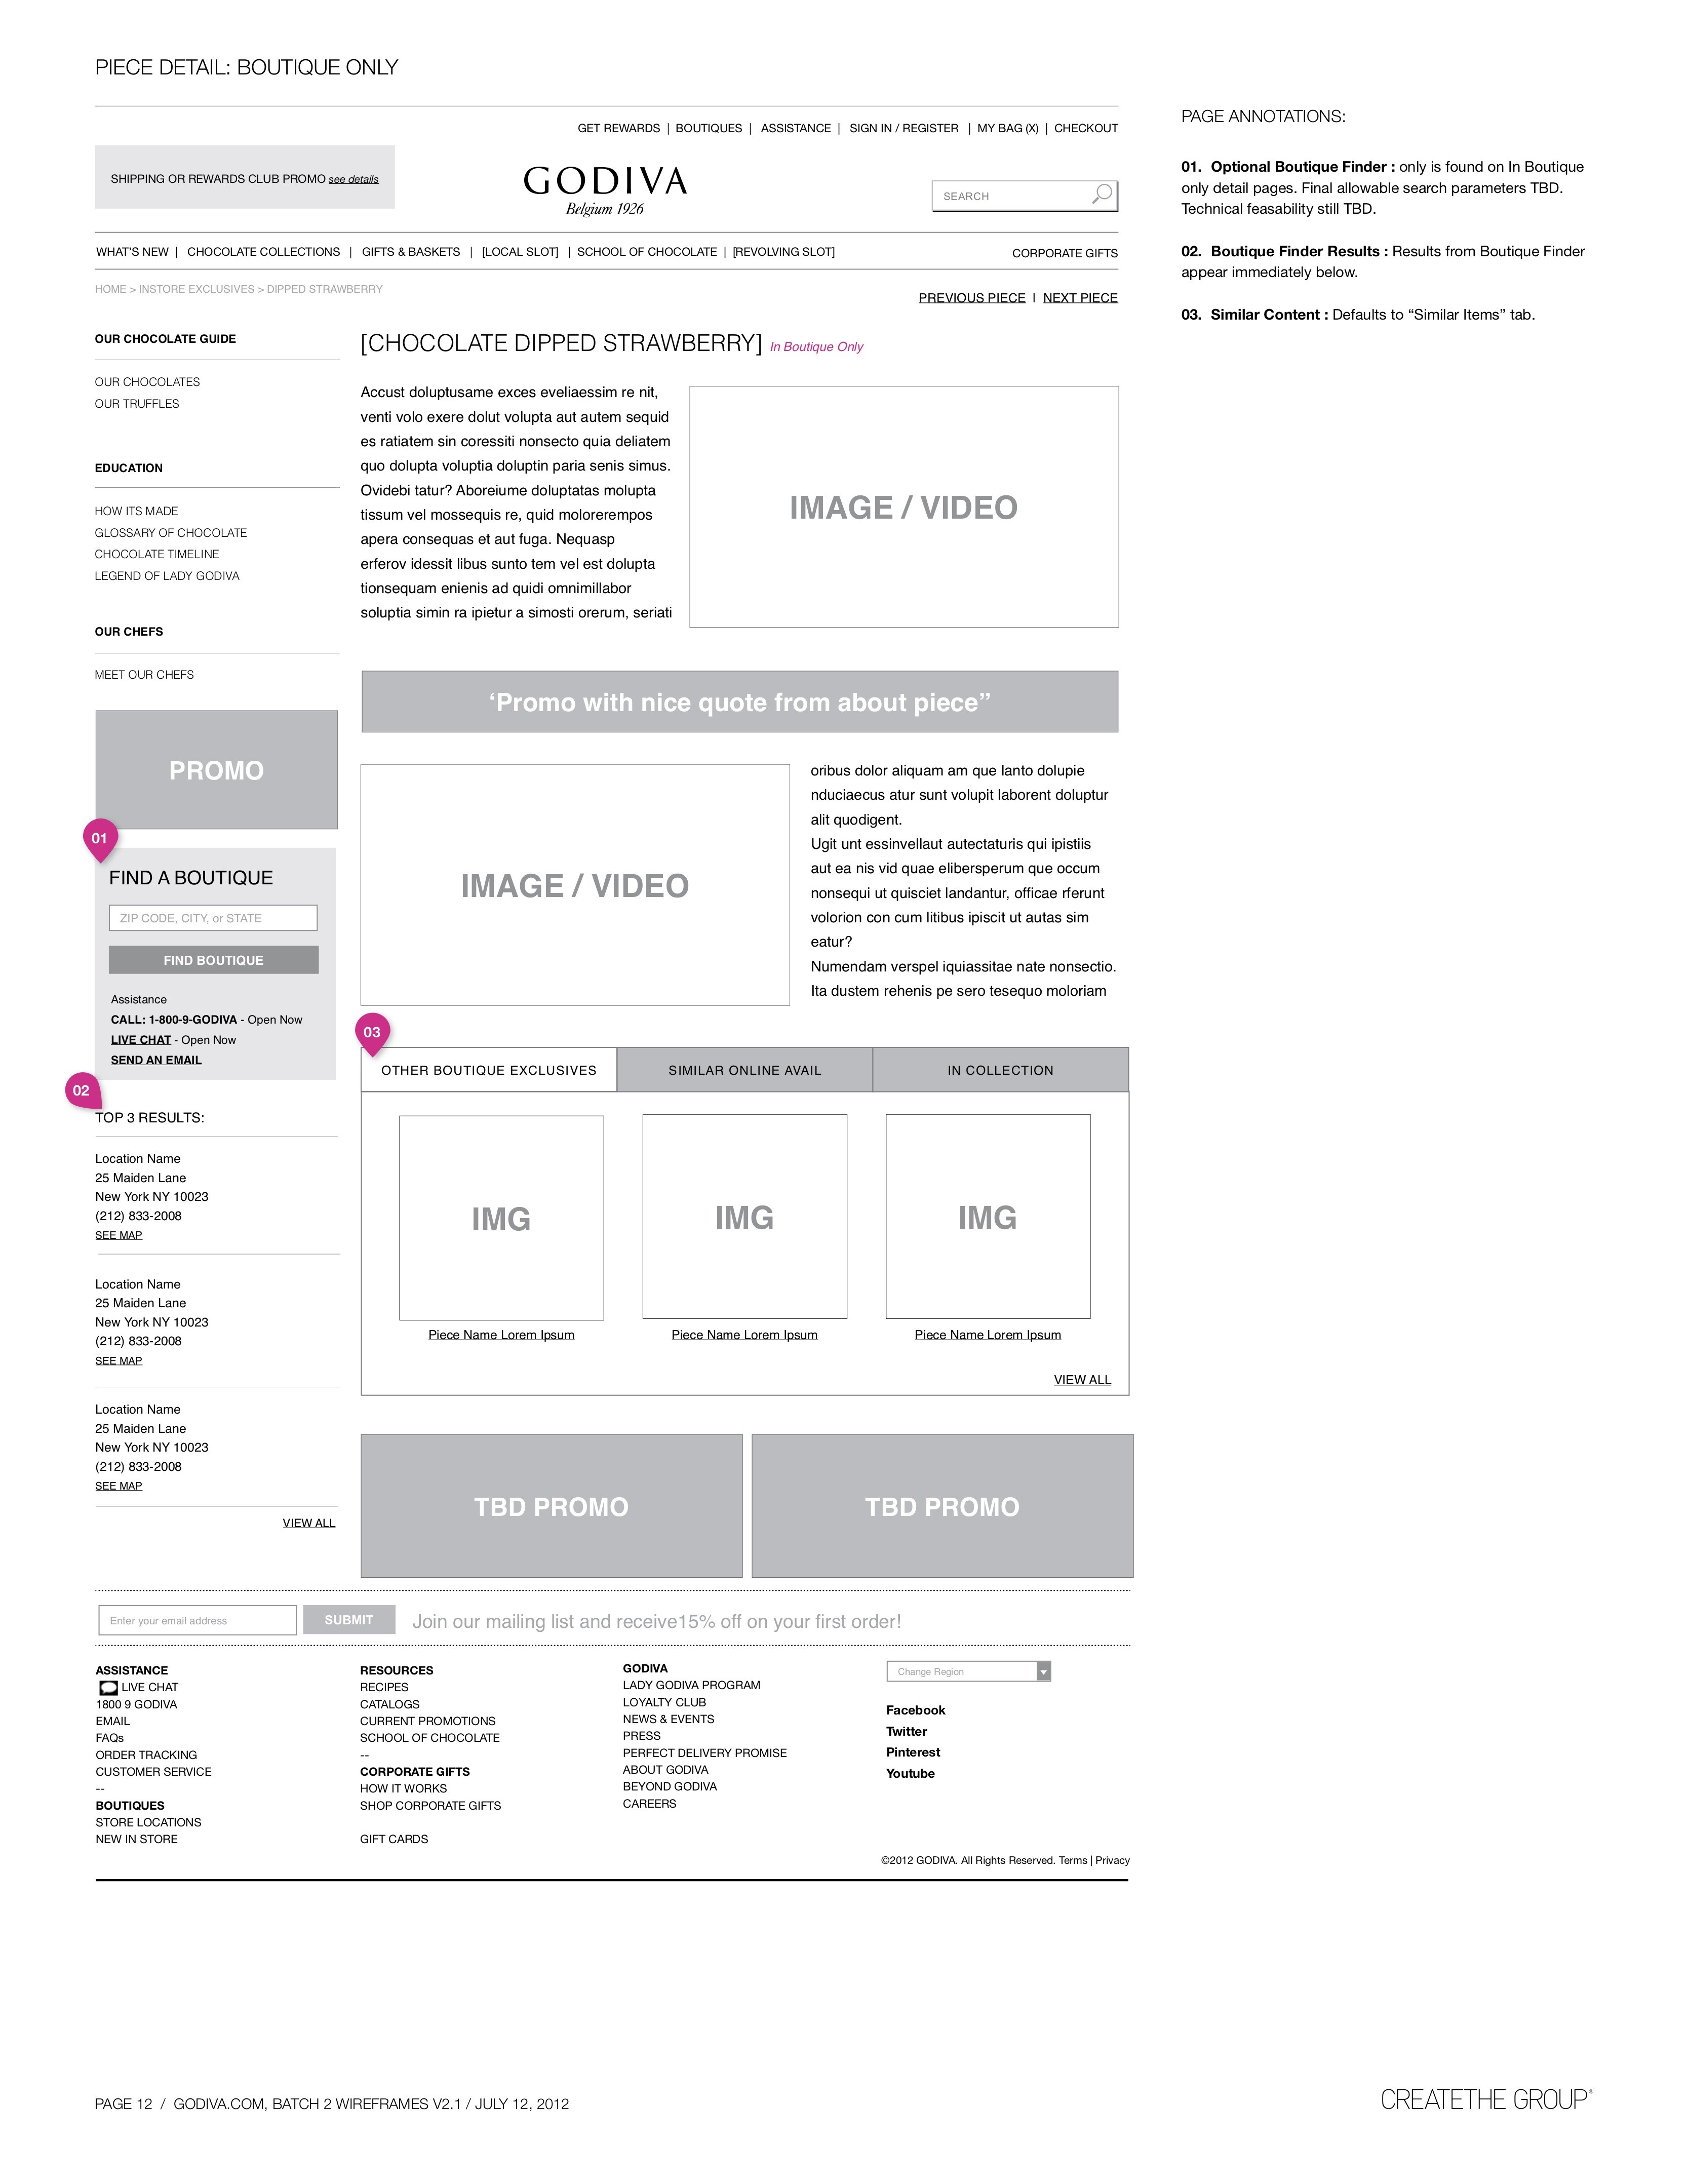 PIECE DETAIL: BOUTIQUE ONLY
GET REWARDS | BOUTIQUES | ASSISTANCE | SIGN IN / REGISTER | MY BAG (X) | CHECKOUT
SHIPPING OR REWARDS CLUB PROMO see details
GODIVA
Belgium 1926
SEARCH
WHAT'S NEW | CHOCOLATE COLLECTIONS | GIFTS & BASKETS | [LOCAL SLOT] | SCHOOL OF CHOCOLATE | [REVOLVING SLOT]
CORPORATE GIFTS
HOME > INSTORE EXCLUSIVES > DIPPED STRAWBERRY
PREVIOUS PIECE | NEXT PIECE
OUR CHOCOLATE GUIDE
OUR CHOCOLATES
OUR TRUFFLES
EDUCATION
HOW ITS MADE
GLOSSARY OF CHOCOLATE
CHOCOLATE TIMELINE
LEGEND OF LADY GODIVA
OUR CHEFS
MEET OUR CHEFS
PROMO
01
FIND A BOUTIQUE
ZIP CODE, CITY, or STATE
FIND BOUTIQUE
Assistance
CALL: 1-800-9-GODIVA - Open Now
LIVE CHAT - Open Now
SEND AN EMAIL
02
TOP 3 RESULTS:
Location Name
25 Maiden Lane
New York NY 10023
(212) 833-2008
SEE MAP
Location Name
25 Maiden Lane
New York NY 10023
(212) 833-2008
SEE MAP
Location Name
25 Maiden Lane
New York NY 10023
(212) 833-2008
SEE MAP
VIEW ALL
[CHOCOLATE DIPPED STRAWBERRY] In Boutique Only
Accust doluptusame exces eveliaessim re nit,
venti volo exere dolut volupta aut autem sequid
es ratiatem sin coressiti nonsecto quia deliatem
quo dolupta voluptia doluptin paria senis simus.
Ovidebi tatur? Aboreiume doluptatas molupta
tissum vel mossequis re, quid molorerempos
apera consequas et aut fuga. Nequasp
erferov idessit libus sunto tem vel est dolupta
tionsequam enienis ad quidi omnimillabor
soluptia simin ra ipietur a simosti orerum, seriati
IMAGE / VIDEO
‘Promo with nice quote from about piece”
IMAGE / VIDEO
oribus dolor aliquam am que lanto dolupie
nduciaecus atur sunt volupit laborent doluptur
alit quodigent.
Ugit unt essinvellaut autectaturis qui ipistiis
aut ea nis vid quae elibersperum que occum
nonsequi ut quisciet landantur, officae rferunt
volorion con cum litibus ipiscit ut autas sim
eatur?
Numendam verspel iquiassitae nate nonsectio.
Ita dustem rehenis pe sero tesequo moloriam
03
OTHER BOUTIQUE EXCLUSIVES
SIMILAR ONLINE AVAIL
IN COLLECTION
IMG
IMG
IMG
Piece Name Lorem Ipsum
Piece Name Lorem Ipsum
Piece Name Lorem Ipsum
VIEW ALL
TBD PROMO
TBD PROMO
Enter your email address
SUBMIT
Join our mailing list and receive15% off on your first order!
ASSISTANCE
LIVE CHAT
1800 9 GODIVA
EMAIL
FAQs
ORDER TRACKING
CUSTOMER SERVICE
--
BOUTIQUES
STORE LOCATIONS
NEW IN STORE
RESOURCES
RECIPES
CATALOGS
CURRENT PROMOTIONS
SCHOOL OF CHOCOLATE
--
CORPORATE GIFTS
HOW IT WORKS
SHOP CORPORATE GIFTS
GIFT CARDS
GODIVA
LADY GODIVA PROGRAM
LOYALTY CLUB
NEWS & EVENTS
PRESS
PERFECT DELIVERY PROMISE
ABOUT GODIVA
BEYOND GODIVA
CAREERS
Change Region
Facebook
Twitter
Pinterest
Youtube
©2012 GODIVA. All Rights Reserved. Terms | Privacy
PAGE ANNOTATIONS:
01. Optional Boutique Finder : only is found on In Boutique
only detail pages. Final allowable search parameters TBD.
Technical feasability still TBD.
02. Boutique Finder Results : Results from Boutique Finder
appear immediately below.
03. Similar Content : Defaults to “Similar Items” tab.
PAGE 12 / GODIVA.COM, BATCH 2 WIREFRAMES V2.1 / JULY 12, 2012
CREATETHE GROUP®